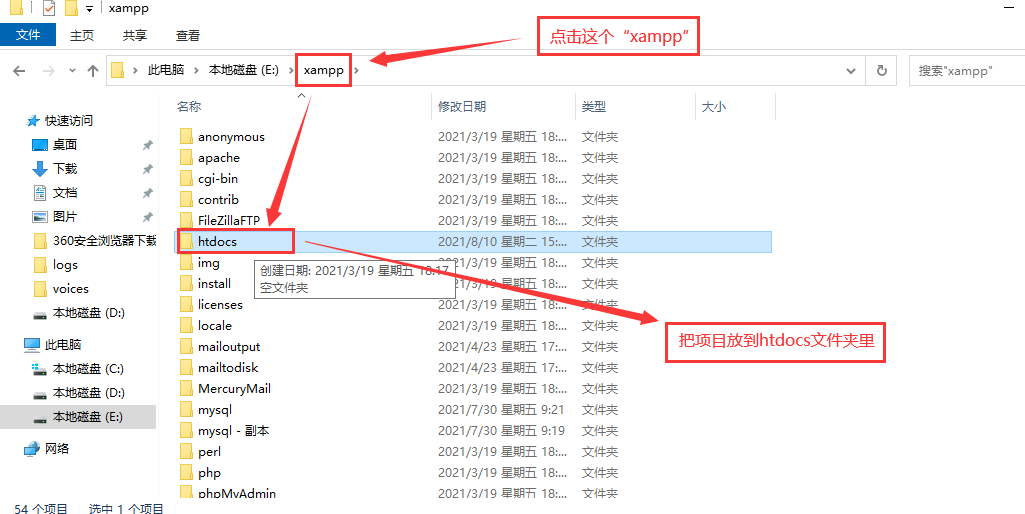 xampp
文件 主页 共享 查看
点击这个“xampp”
此电脑 本地磁盘 (E:) xampp 搜索"xampp"
名称 修改日期 类型 大小
快速访问
桌面
下载
文档
图片
360安全浏览器下载
logs
voices
本地磁盘 (D:)
此电脑
本地磁盘 (C:)
本地磁盘 (D:)
本地磁盘 (E:)
网络
anonymous 2021/3/19 星期五 18:... 文件夹
apache 2021/3/19 星期五 18:... 文件夹
cgi-bin 2021/3/19 星期五 18:... 文件夹
contrib 2021/3/19 星期五 18:... 文件夹
FileZillaFTP 2021/3/19 星期五 18:... 文件夹
htdocs 2021/8/10 星期二 15:... 文件夹
img 2021/3/19 星期五 18:... 文件夹
创建日期: 2021/3/19 星期五 18:17
空文件夹
install 2021/3/19 星期五 18:... 文件夹
licenses 2021/3/19 星期五 18:... 文件夹
locale 2021/3/19 星期五 18:... 文件夹
mailoutput 2021/4/23 星期五 17:... 文件夹
mailtodisk 2021/4/23 星期五 17:... 文件夹
MercuryMail 2021/3/19 星期五 18:... 文件夹
mysql 2021/7/30 星期五 9:21 文件夹
mysql - 副本 2021/7/30 星期五 9:19 文件夹
perl 2021/3/19 星期五 18:... 文件夹
php 2021/3/19 星期五 18:... 文件夹
phpMyAdmin 2021/3/19 星期五 18:... 文件夹
把项目放到htdocs文件夹里
54 个项目 选中 1 个项目